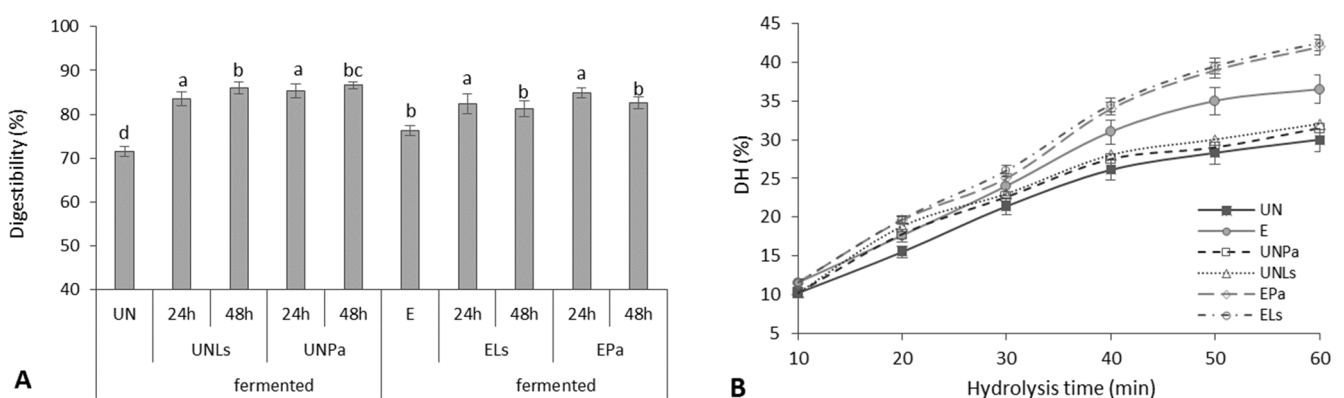 100
90
80
70
60
50
40
Digestibility (%)
d
a
b
a
bc
b
a
b
a
b
UN
24h
48h
24h
48h
E
24h
48h
24h
48h
UNLs
UNPa
ELs
EPa
fermented
fermented
A
45
40
35
30
25
20
15
10
5
DH (%)
10
20
30
40
50
60
Hydrolysis time (min)
UN
E
UNPa
UNLs
EPa
ELs
B